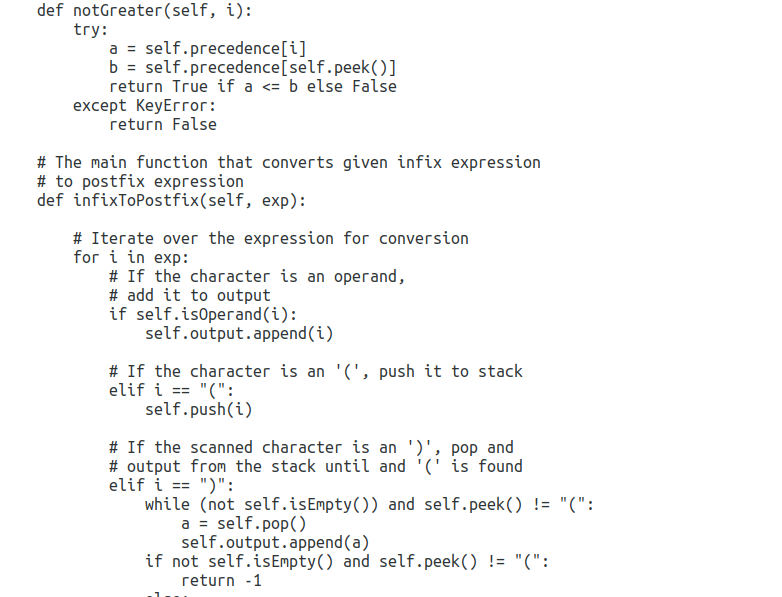 def notGreater(self, i):
    try:
        a = self.precedence[i]
        b = self.precedence[self.peek()]
        return True if a <= b else False
    except KeyError:
        return False

# The main function that converts given infix expression
# to postfix expression
def infixToPostfix(self, exp):

    # Iterate over the expression for conversion
    for i in exp:
        # If the character is an operand,
        # add it to output
        if self.isOperand(i):
            self.output.append(i)

        # If the character is an '(', push it to stack
        elif i == "(":
            self.push(i)

        # If the scanned character is an ')', pop and
        # output from the stack until and '(' is found
        elif i == ")":
            while (not self.isEmpty()) and self.peek() != "(":
                a = self.pop()
                self.output.append(a)
            if not self.isEmpty() and self.peek() != "(":
                return -1